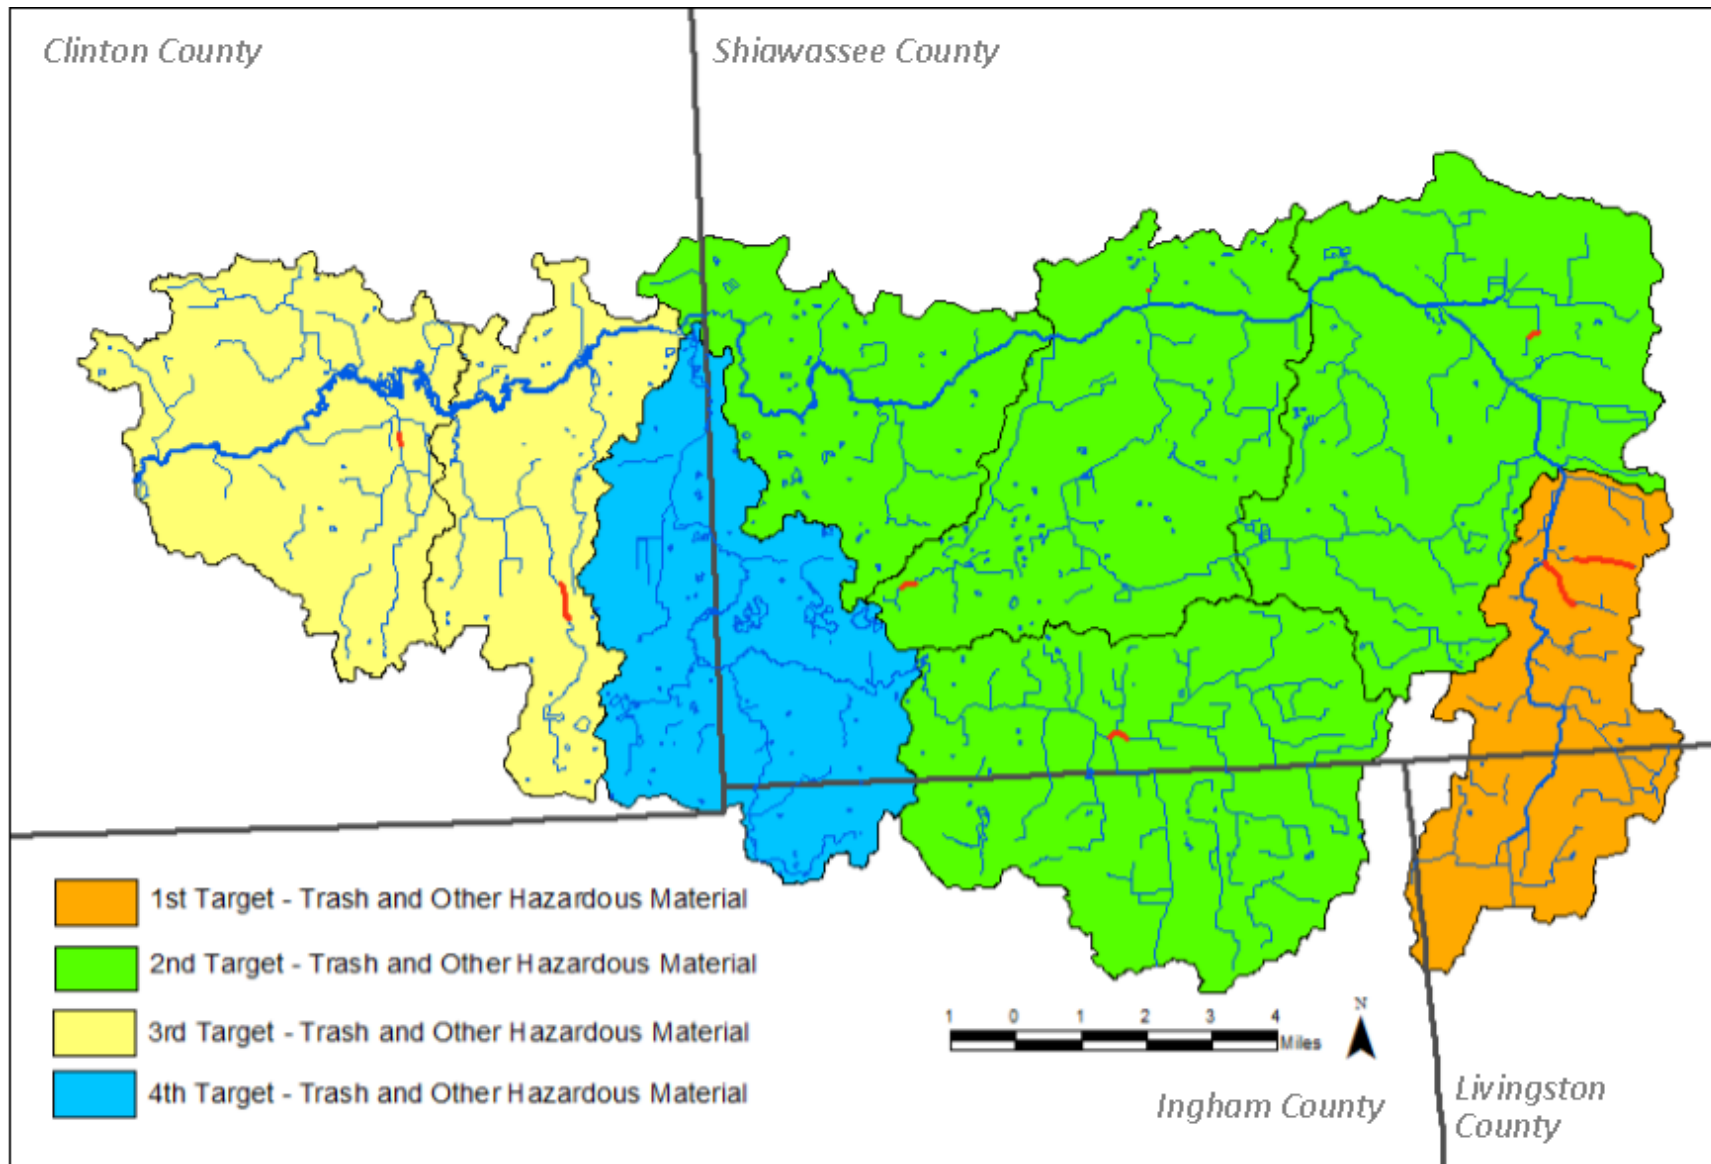 Clinton County
Shiawassee County
1st Target - Trash and Other Hazardous Material
2nd Target - Trash and Other Hazardous Material
3rd Target - Trash and Other Hazardous Material
4th Target - Trash and Other Hazardous Material
1 0 1 2 3 4
Miles
N
Ingham County
Livingston
County